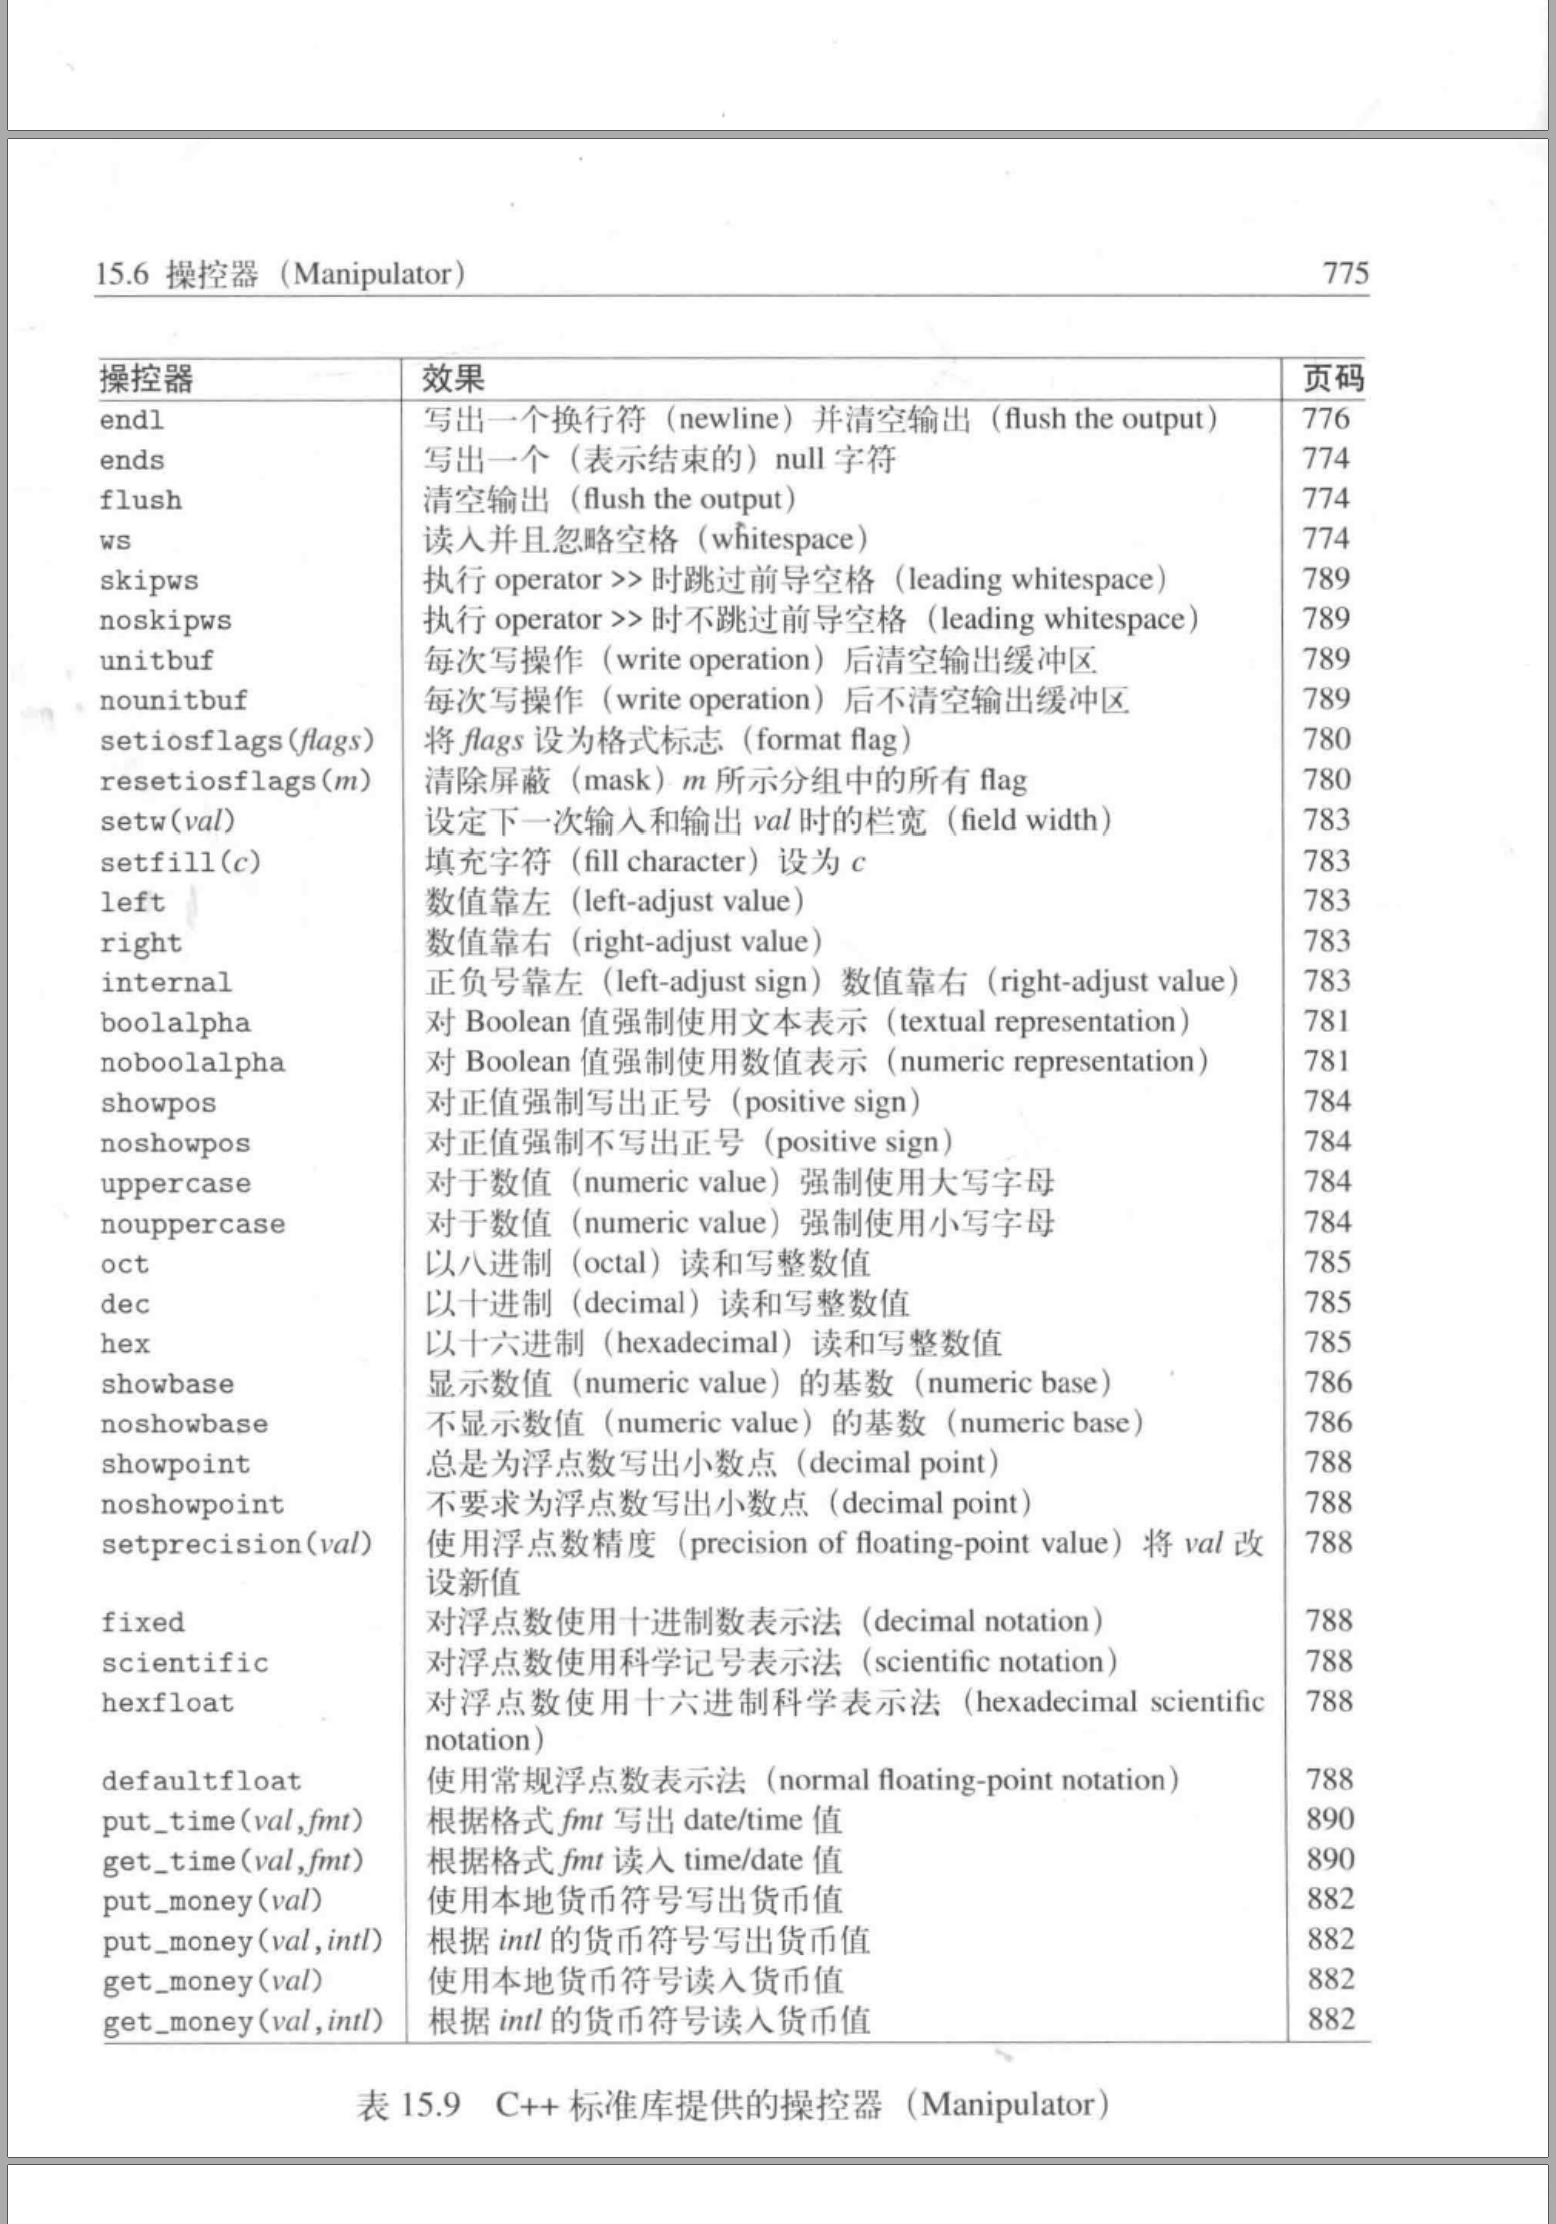 15.6 操控器（Manipulator） 775
操控器 效果 页码
endl 写出一个换行符（newline）并清空输出（flush the output） 776
ends 写出一个（表示结束的）null 字符 774
flush 清空输出（flush the output） 774
ws 读入并且忽略空格（whitespace） 774
skipws 执行 operator >> 时跳过前导空格（leading whitespace） 789
noskipws 执行 operator >> 时不跳过前导空格（leading whitespace） 789
unitbuf 每次写操作（write operation）后清空输出缓冲区 789
nounitbuf 每次写操作（write operation）后不清空输出缓冲区 789
setiosflags(flags) 将 flags 设为格式标志（format flag） 780
resetiosflags(m) 清除屏蔽（mask）m 所示分组中的所有 flag 780
setw(val) 设定下一次输入和输出 val 时的栏宽（field width） 783
setfill(c) 填充字符（fill character）设为 c 783
left 数值靠左（left-adjust value） 783
right 数值靠右（right-adjust value） 783
internal 正负号靠左（left-adjust sign）数值靠右（right-adjust value） 783
boolalpha 对 Boolean 值强制使用文本表示（textual representation） 781
noboolalpha 对 Boolean 值强制使用数值表示（numeric representation） 781
showpos 对正值强制写出正号（positive sign） 784
noshowpos 对正值强制不写出正号（positive sign） 784
uppercase 对于数值（numeric value）强制使用大写字母 784
nouppercase 对于数值（numeric value）强制使用小写字母 784
oct 以八进制（octal）读和写整数值 785
dec 以十进制（decimal）读和写整数值 785
hex 以十六进制（hexadecimal）读和写整数值 785
showbase 显示数值（numeric value）的基数（numeric base） 786
noshowbase 不显示数值（numeric value）的基数（numeric base） 786
showpoint 总是为浮点数写出小数点（decimal point） 788
noshowpoint 不要求为浮点数写出小数点（decimal point） 788
setprecision(val) 使用浮点数精度（precision of floating-point value）将 val 改 788
设新值
fixed 对浮点数使用十进制数表示法（decimal notation） 788
scientific 对浮点数使用科学记号表示法（scientific notation） 788
hexfloat 对浮点数使用十六进制科学表示法（hexadecimal scientific 788
notation）
defaultfloat 使用常规浮点数表示法（normal floating-point notation） 788
put_time(val,fmt) 根据格式 fmt 写出 date/time 值 890
get_time(val,fmt) 根据格式 fmt 读入 time/date 值 890
put_money(val) 使用本地货币符号写出货币值 882
put_money(val,intl) 根据 intl 的货币符号写出货币值 882
get_money(val) 使用本地货币符号读入货币值 882
get_money(val,intl) 根据 intl 的货币符号读入货币值 882
表 15.9 C++ 标准库提供的操控器（Manipulator）